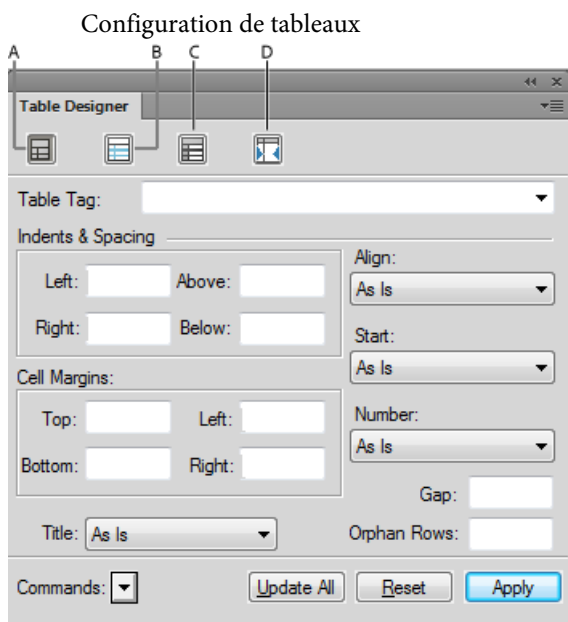 Configuration de tableaux
A B C D
Table Designer
Table Tag:
Indents & Spacing
Align:
Left: Above:
As Is
Right: Below:
Start:
As Is
Cell Margins:
Top: Left:
Number:
As Is
Bottom: Right:
Gap:
Title: As Is
Orphan Rows:
Commands: Update All Reset Apply